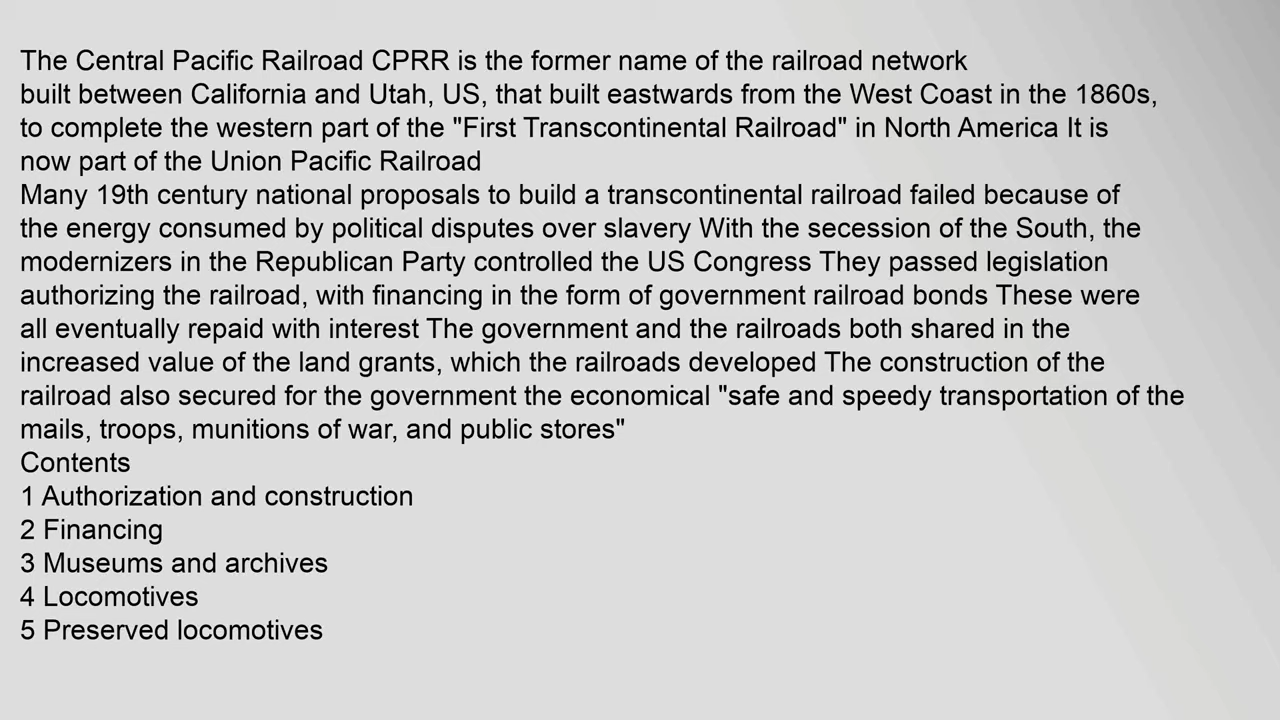 The Central Pacific Railroad CPRR is the former name of the railroad network
built between California and Utah, US, that built eastwards from the West Coast in the 1860s,
to complete the western part of the "First Transcontinental Railroad" in North America It is
now part of the Union Pacific Railroad
Many 19th century national proposals to build a transcontinental railroad failed because of
the energy consumed by political disputes over slavery With the secession of the South, the
modernizers in the Republican Party controlled the US Congress They passed legislation
authorizing the railroad, with financing in the form of government railroad bonds These were
all eventually repaid with interest The government and the railroads both shared in the
increased value of the land grants, which the railroads developed The construction of the
railroad also secured for the government the economical "safe and speedy transportation of the
mails, troops, munitions of war, and public stores"
Contents
1 Authorization and construction
2 Financing
3 Museums and archives
4 Locomotives
5 Preserved locomotives